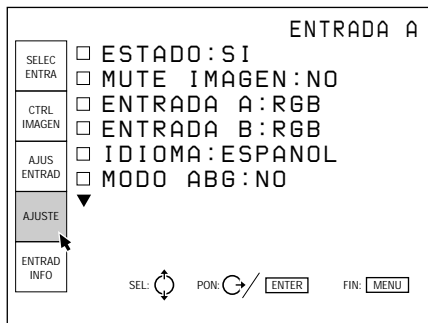 ENTRADA A
SELEC
ENTRA
CTRL
IMAGEN
AJUS
ENTRAD
AJUSTE
ENTRAD
INFO
ESTADO:SI
MUTE IMAGEN:NO
ENTRADA A:RGB
ENTRADA B:RGB
IDIOMA:ESPANOL
MODO ABG:NO
SEL: PON: ENTER FIN: MENU